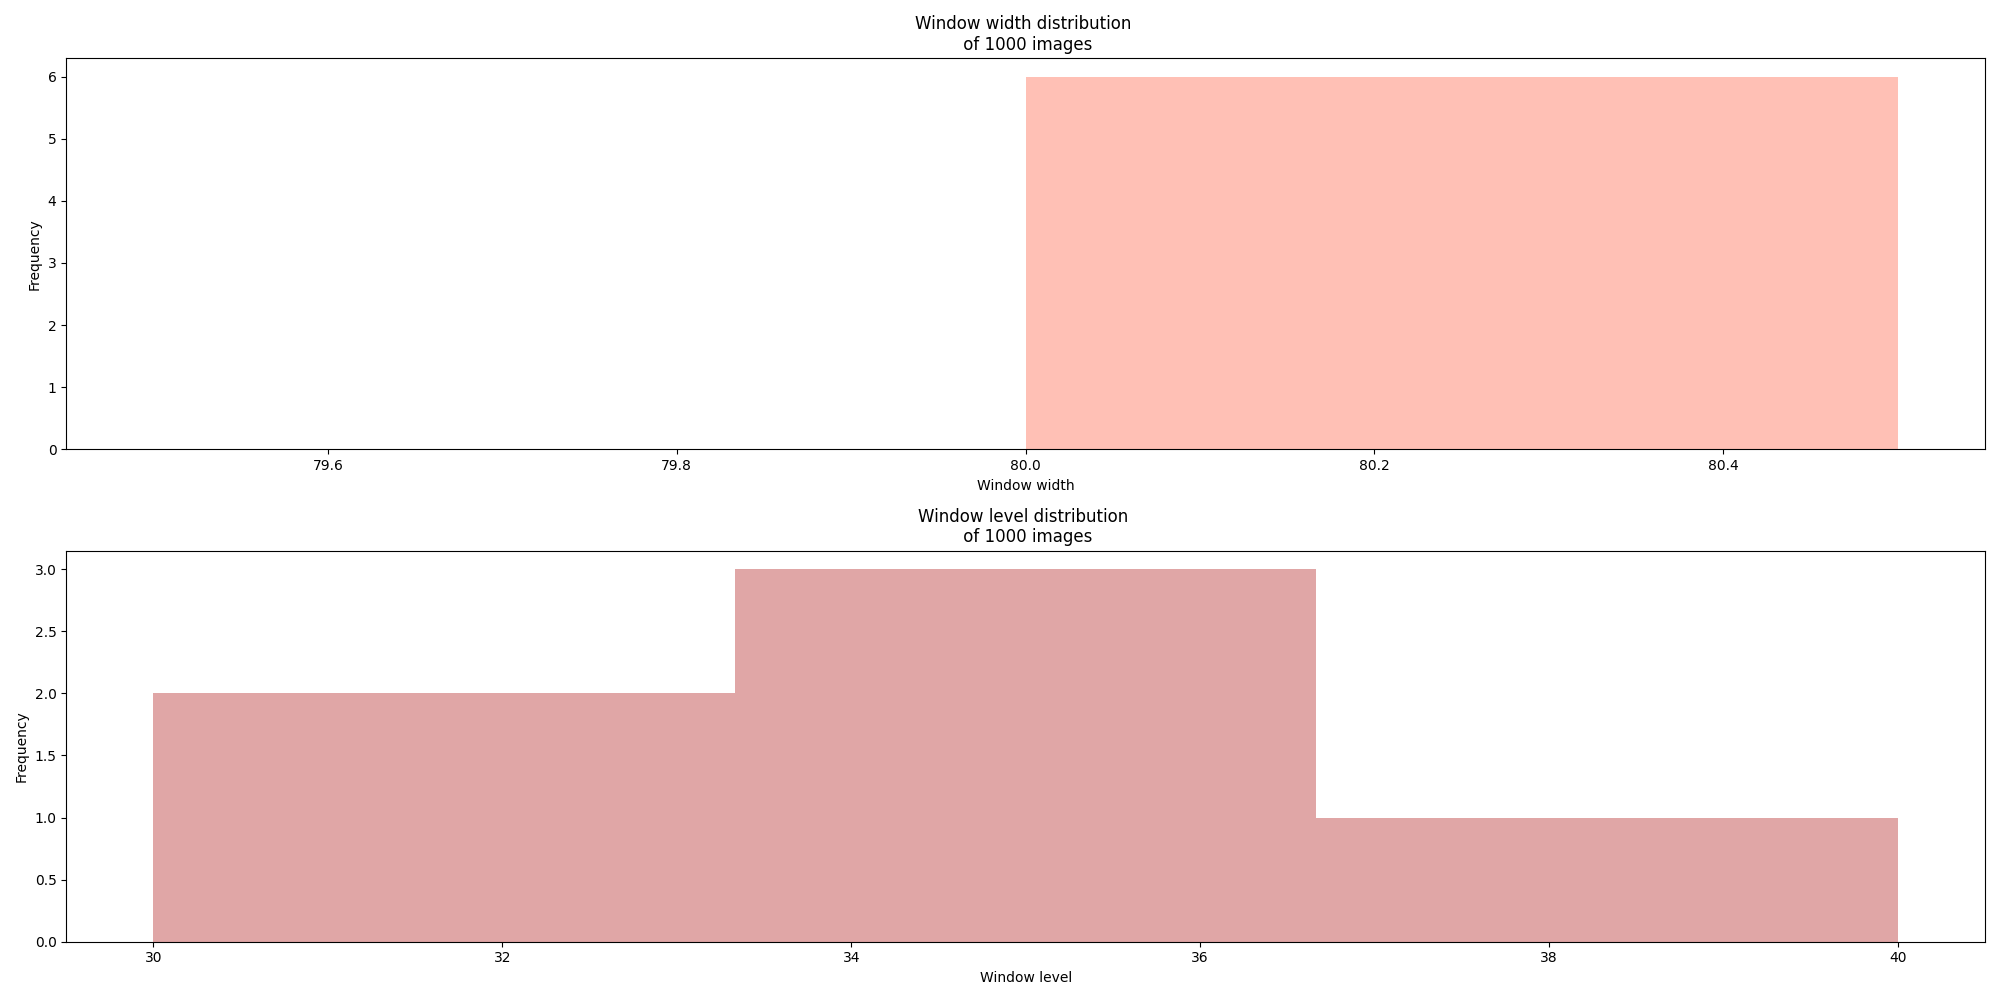 Window width distribution
of 1000 images
6
5
4
3
2
1
0
Frequency
79.6 79.8 80.0 80.2 80.4
Window width
Window level distribution
of 1000 images
3.0
2.5
2.0
1.5
1.0
0.5
0.0
Frequency
30 32 34 36 38 40
Window level